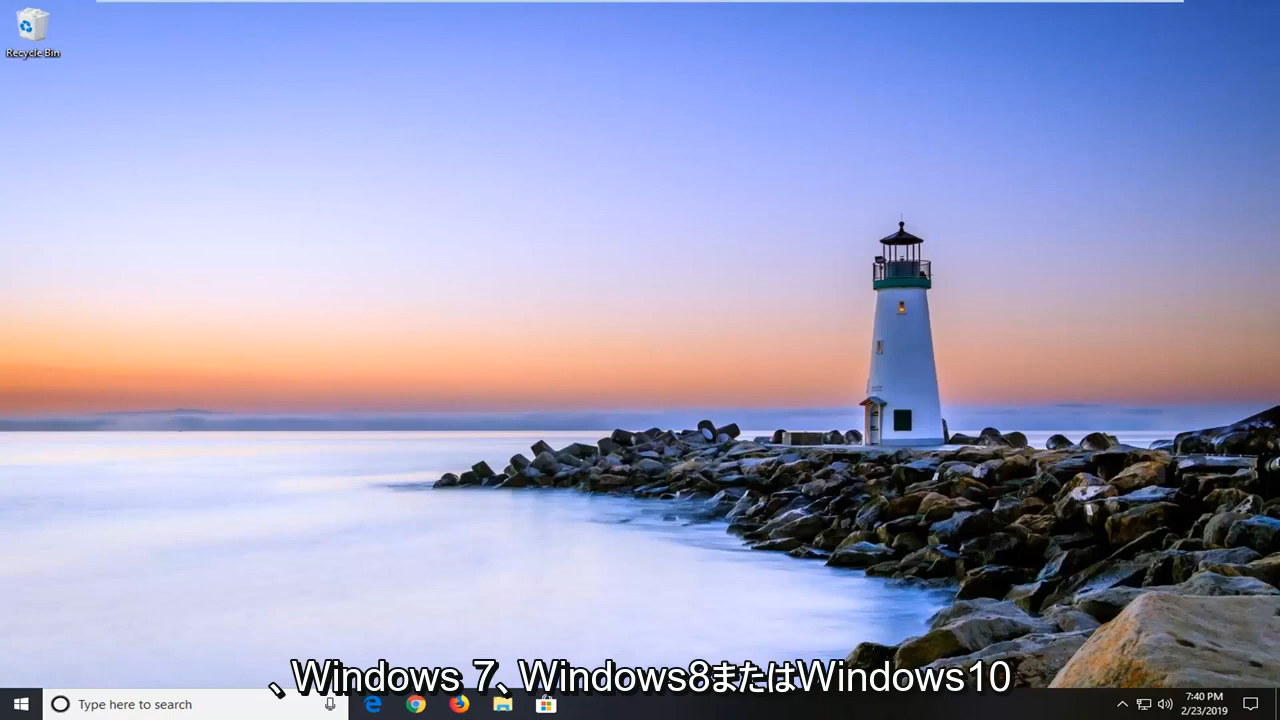 Recycle Bin
、Windows 7、Windows8またはWindows10
Type here to search
7:40 PM
2/23/2019